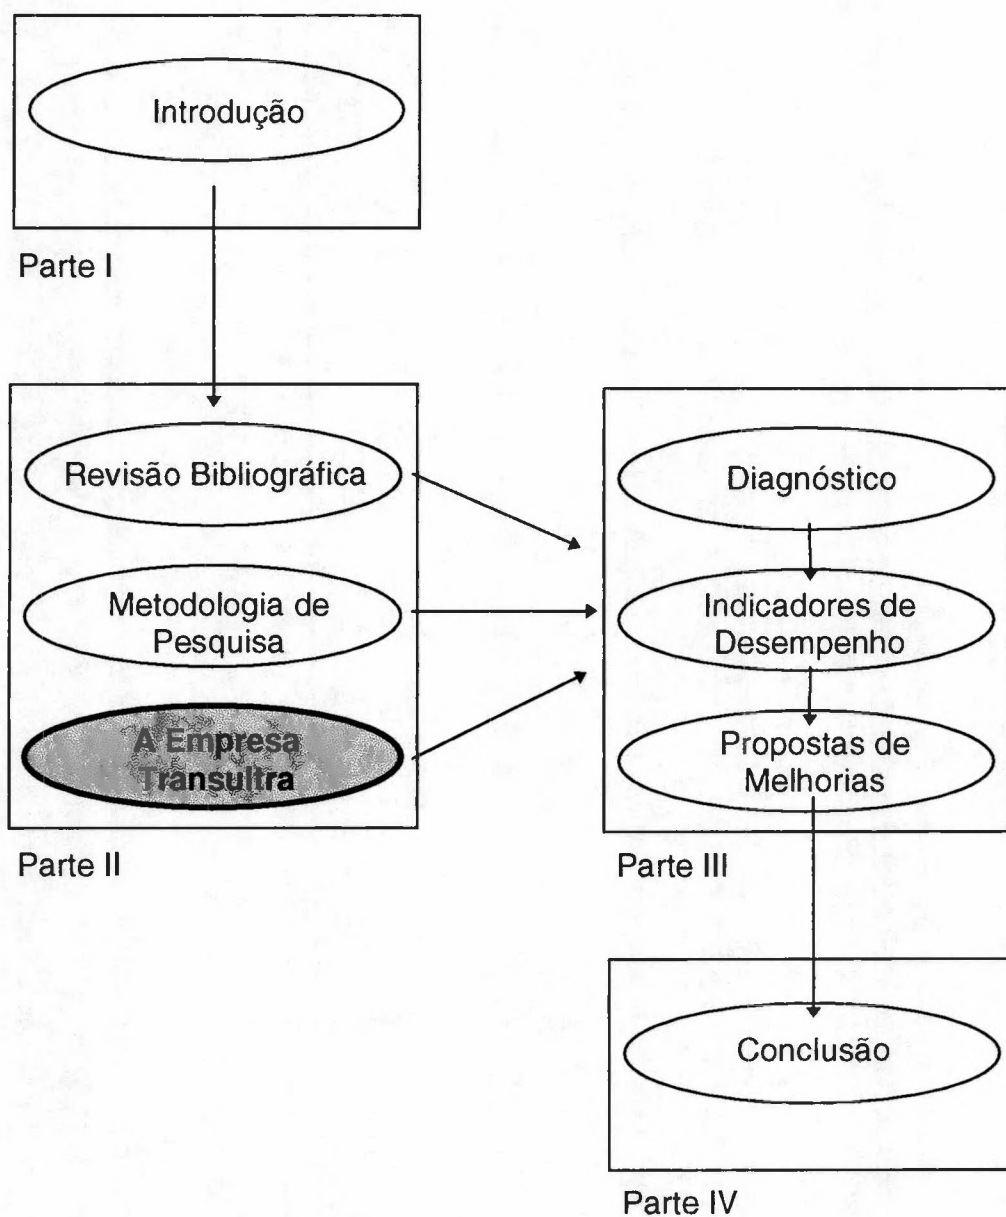 Introdução
Parte I
Revisão Bibliográfica
Metodologia de
Pesquisa
A Empresa
Transultra
Parte II
Diagnóstico
Indicadores de
Desempenho
Propostas de
Melhorias
Parte III
Conclusão
Parte IV